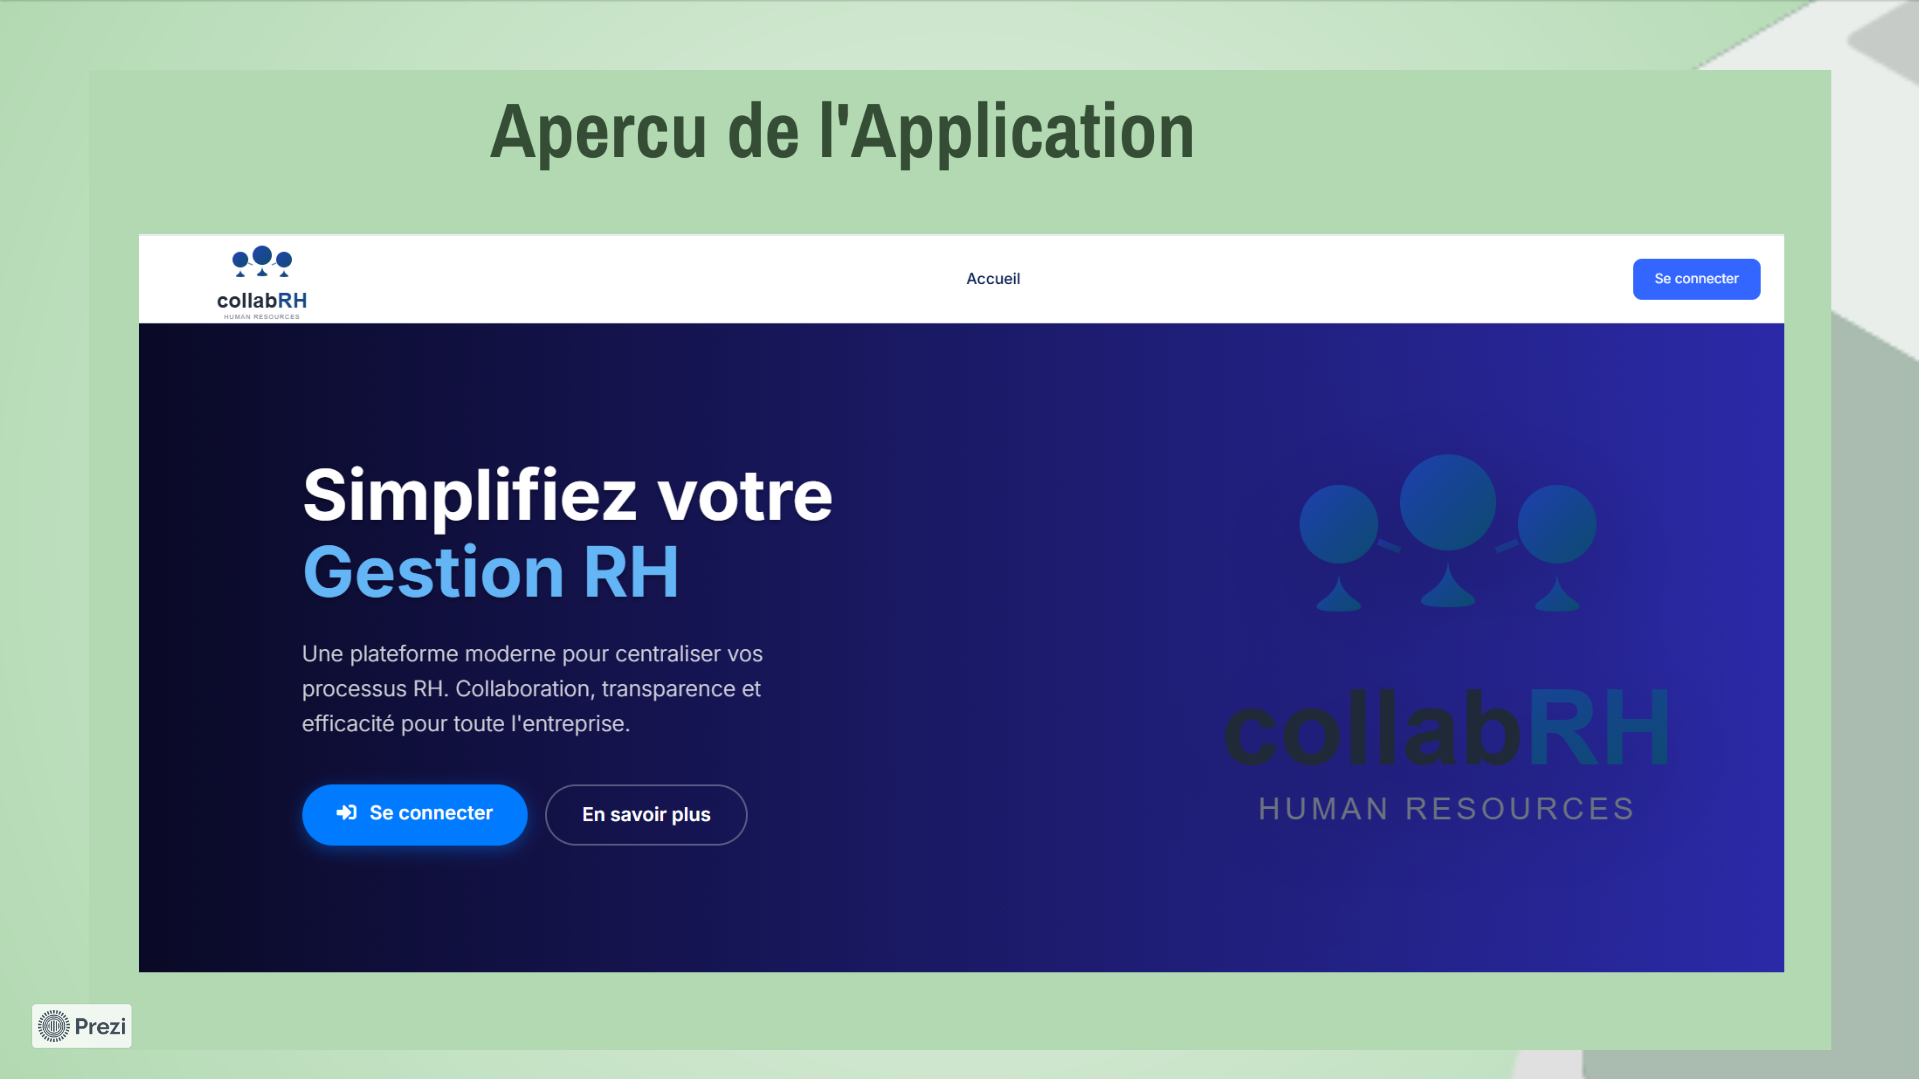 Apercu de l'Application
collabRH
HUMAN RESOURCES
Accueil
Se connecter
Simplifiez votre
Gestion RH
Une plateforme moderne pour centraliser vos
processus RH. Collaboration, transparence et
efficacité pour toute l'entreprise.
Se connecter
En savoir plus
collabRH
HUMAN RESOURCES
Prezi